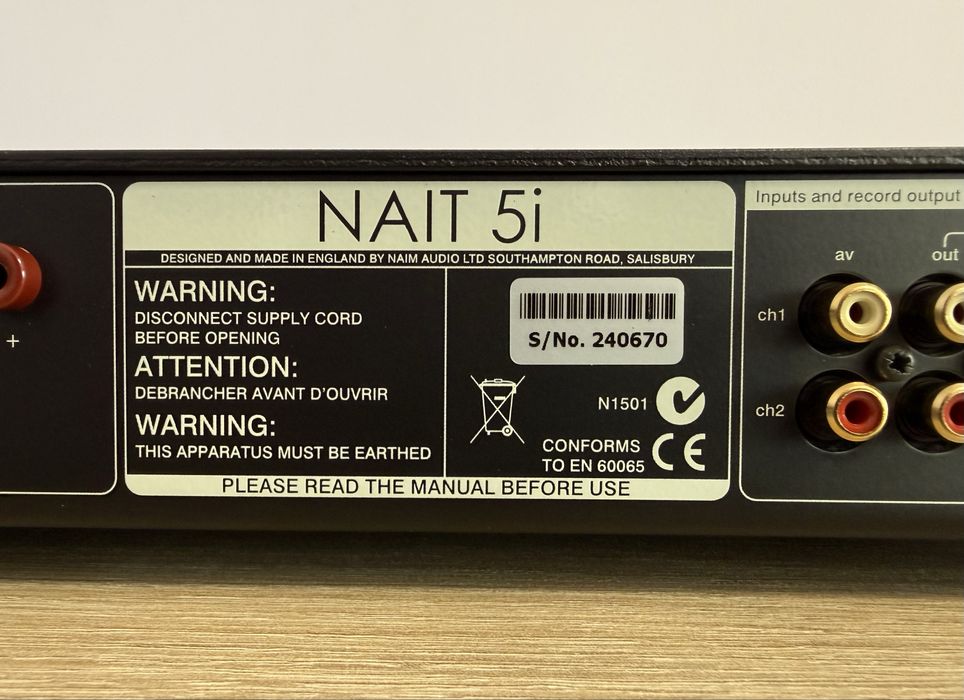 NAIT 5i
DESIGNED AND MADE IN ENGLAND BY NAIM AUDIO LTD SOUTHAMPTON ROAD, SALISBURY
WARNING:
DISCONNECT SUPPLY CORD
BEFORE OPENING
ATTENTION:
DEBRANCHER AVANT D'OUVRIR
WARNING:
THIS APPARATUS MUST BE EARTHED
S/No. 240670
N1501
CONFORMS
TO EN 60065
CE
PLEASE READ THE MANUAL BEFORE USE
+
Inputs and record output
av
out
ch1
ch2